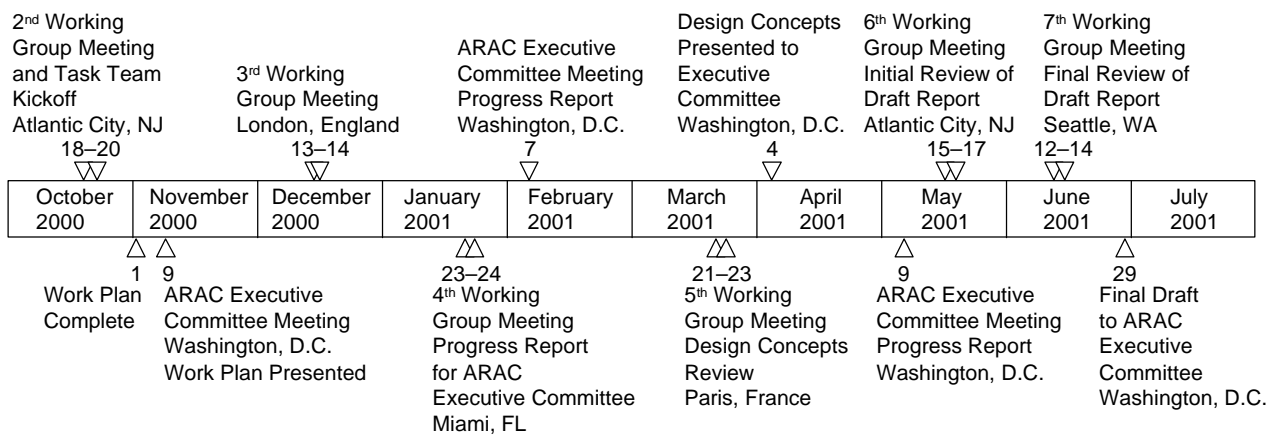 2nd Working
Group Meeting
and Task Team
Kickoff
Atlantic City, NJ
18–20
3rd Working
Group Meeting
London, England
13–14
ARAC Executive
Committee Meeting
Progress Report
Washington, D.C.
7
Design Concepts
Presented to
Executive
Committee
Washington, D.C.
4
6th Working
Group Meeting
Initial Review of
Draft Report
Atlantic City, NJ
15–17
7th Working
Group Meeting
Final Review of
Draft Report
Seattle, WA
12–14
October
2000
November
2000
December
2000
January
2001
February
2001
March
2001
April
2001
May
2001
June
2001
July
2001
1
Work Plan
Complete
9
ARAC Executive
Committee Meeting
Washington, D.C.
Work Plan Presented
23–24
4th Working
Group Meeting
Progress Report
for ARAC
Executive Committee
Miami, FL
21–23
5th Working
Group Meeting
Design Concepts
Review
Paris, France
9
ARAC Executive
Committee Meeting
Progress Report
Washington, D.C.
29
Final Draft
to ARAC
Executive
Committee
Washington, D.C.